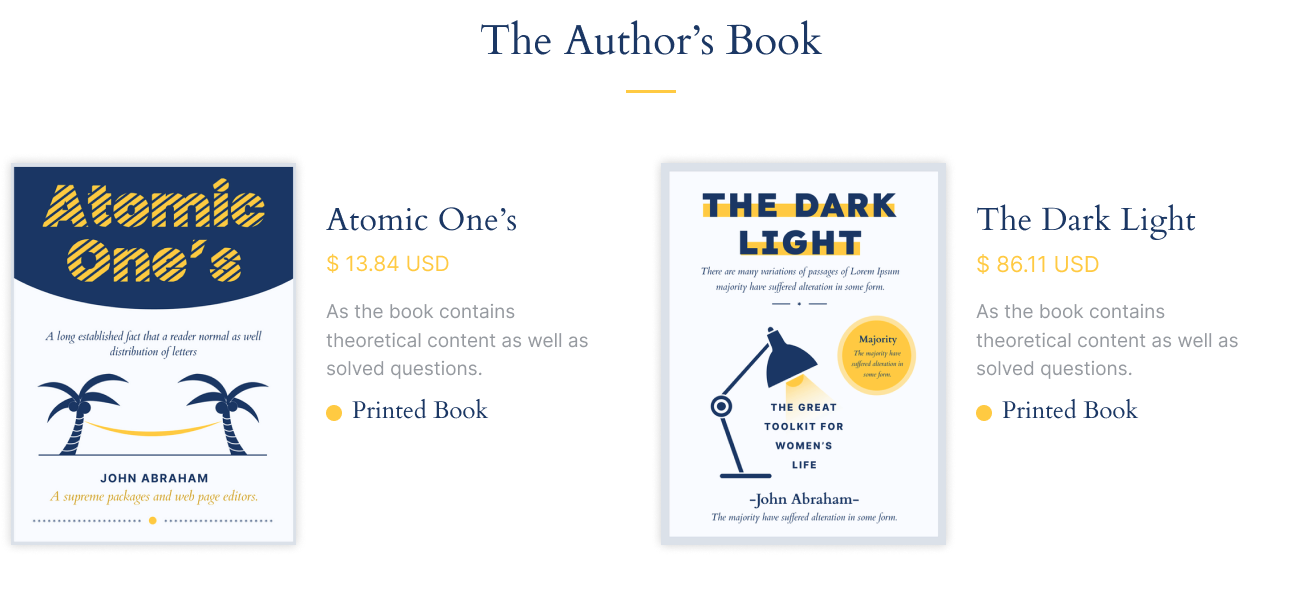 The Author's Book
Atomic
One's
A long established fact that a reader normal as well
distribution of letters
JOHN ABRAHAM
A supreme packages and web page editors.
Atomic One's
$ 13.84 USD
As the book contains
theoretical content as well as
solved questions.
Printed Book
THE DARK
LIGHT
There are many variations of passages of Lorem Ipsum
majority have suffered alteration in some form.
Majority
The majority have
suffered alteration in
some form.
THE GREAT
TOOLKIT FOR
WOMEN'S
LIFE
-John Abraham-
The majority have suffered alteration in some form.
The Dark Light
$ 86.11 USD
As the book contains
theoretical content as well as
solved questions.
Printed Book